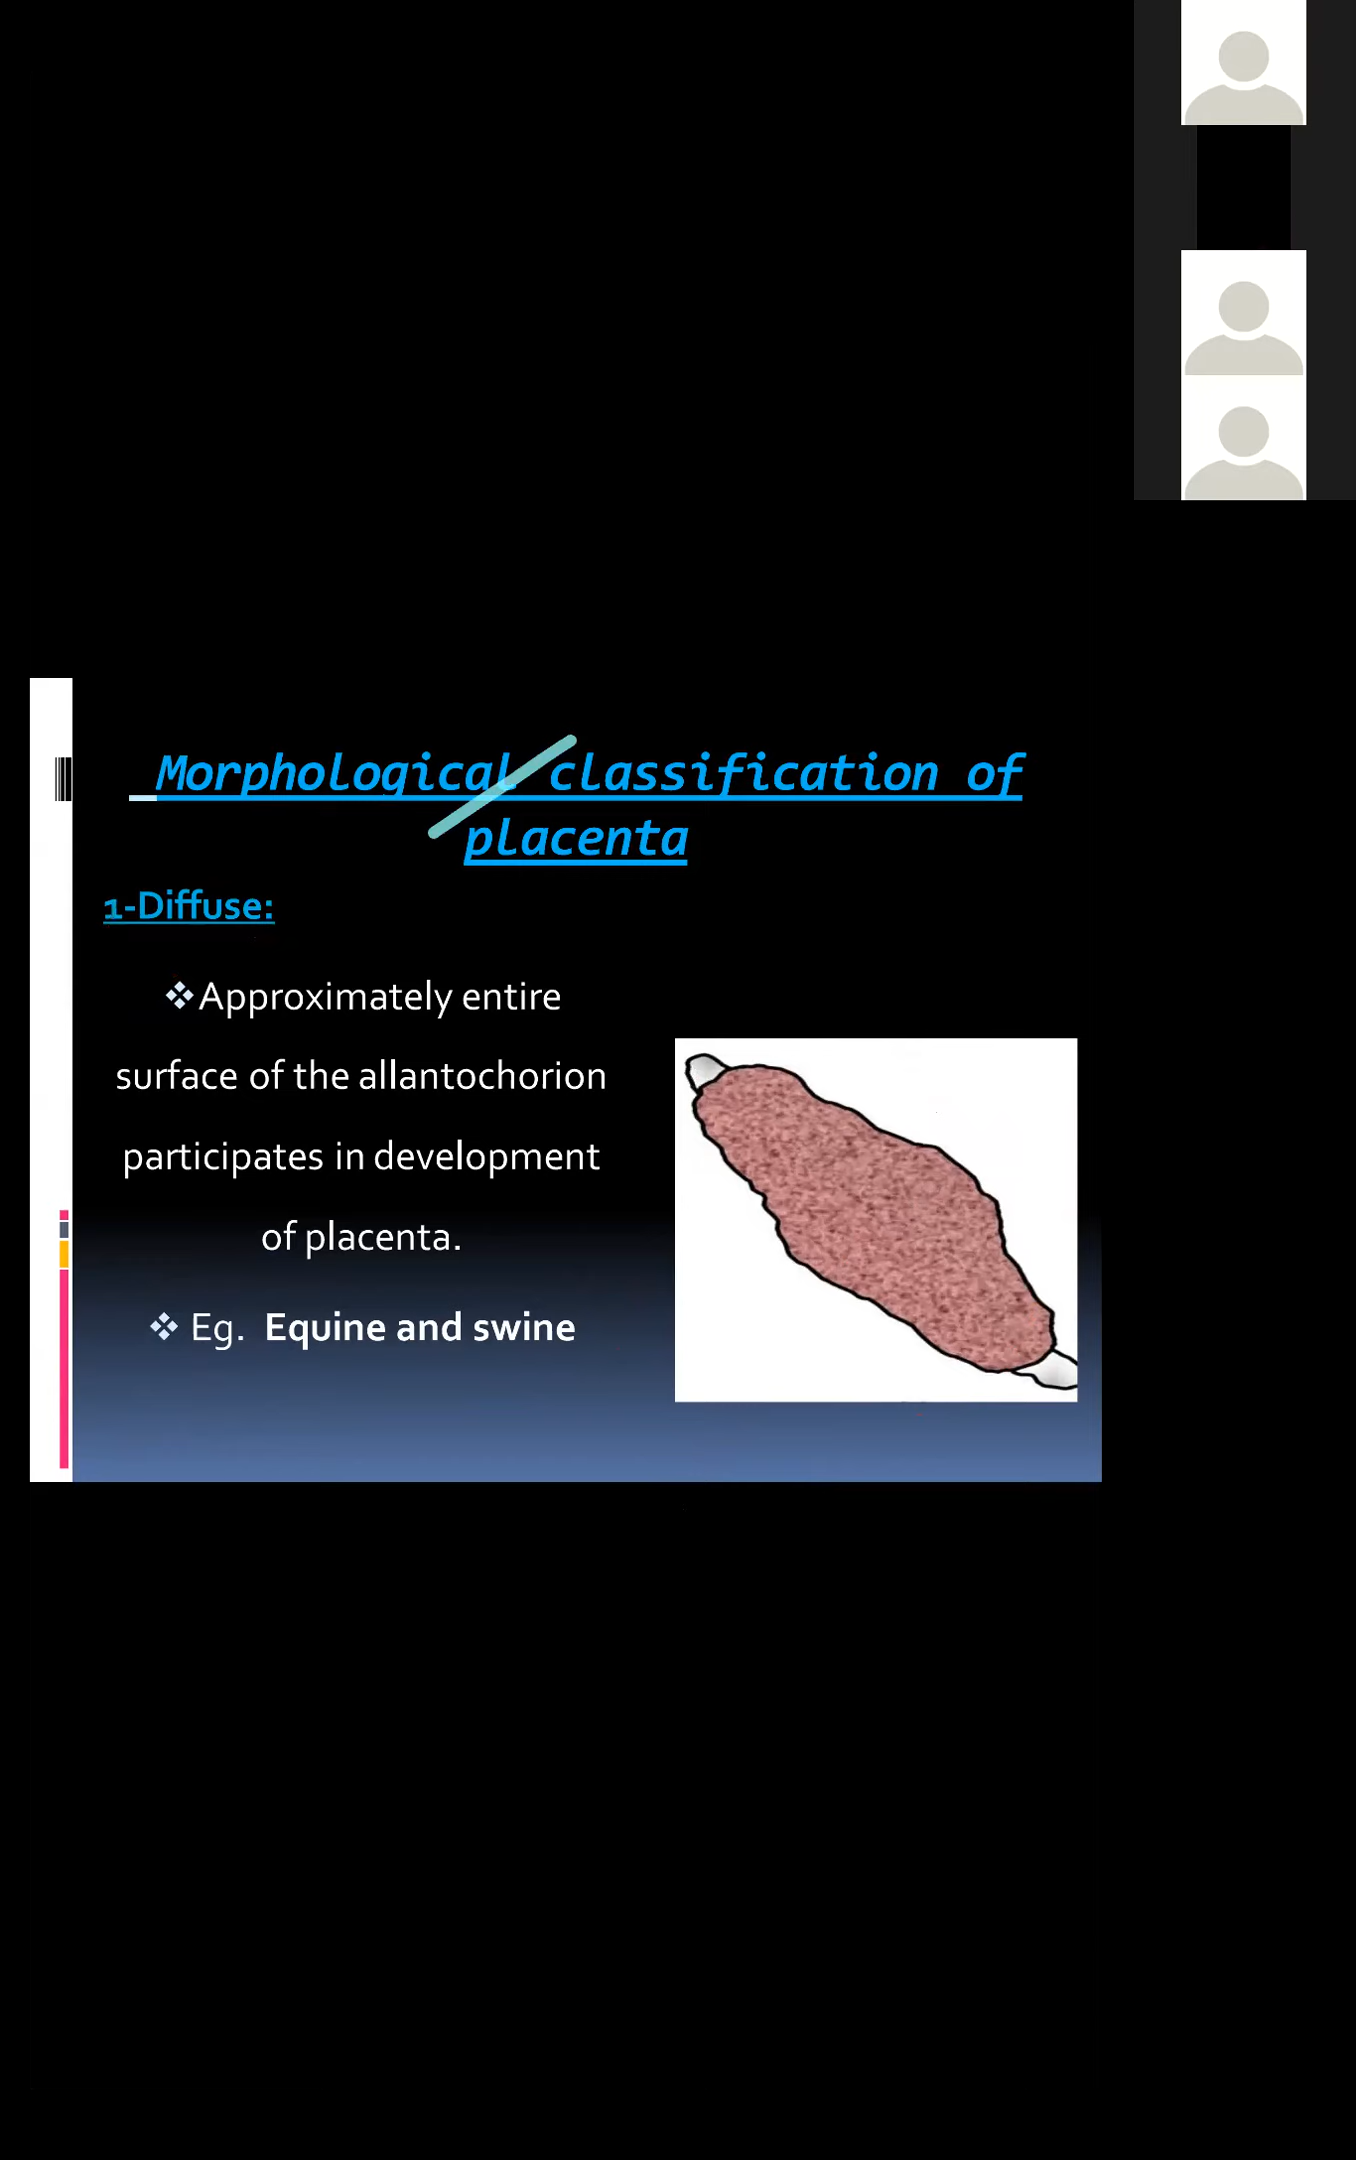 Morphological classification of
placenta
1-Diffuse:
❖Approximately entire
surface of the allantochorion
participates in development
of placenta.
❖ Eg. Equine and swine